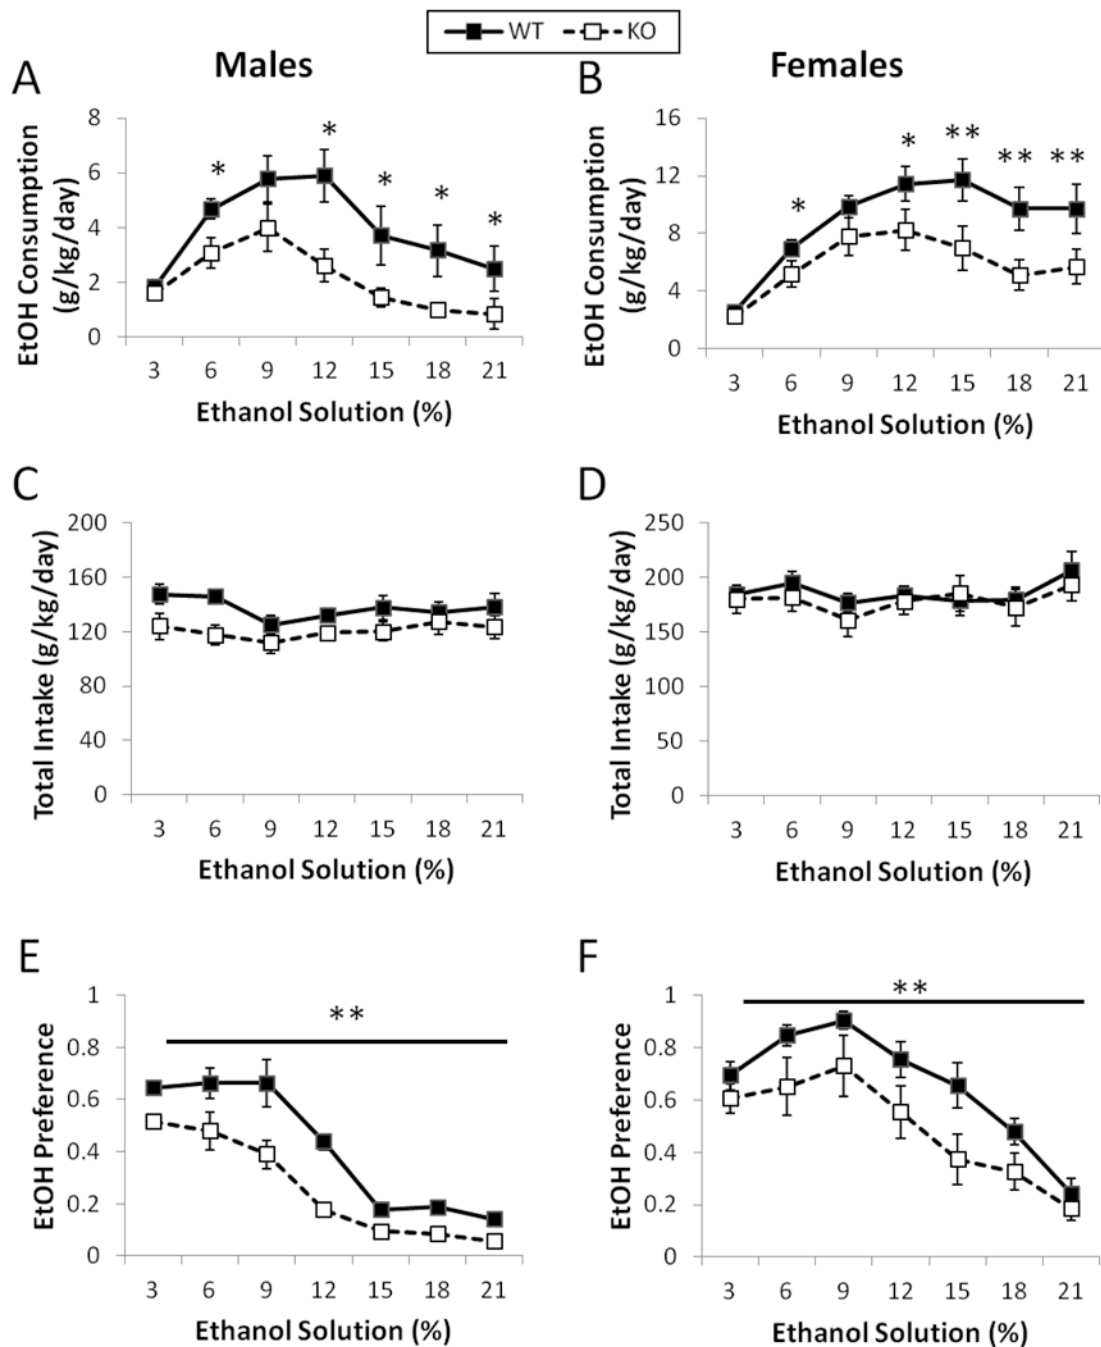 WT KO
Males
Females
A
EtOH Consumption
(g/kg/day)
8
6
4
2
0
*
*
*
*
*
3 6 9 12 15 18 21
Ethanol Solution (%)
B
EtOH Consumption
(g/kg/day)
16
12
8
4
0
*
*
**
**
**
3 6 9 12 15 18 21
Ethanol Solution (%)
C
Total Intake (g/kg/day)
200
160
120
80
40
0
3 6 9 12 15 18 21
Ethanol Solution (%)
D
Total Intake (g/kg/day)
250
200
150
100
50
0
3 6 9 12 15 18 21
Ethanol Solution (%)
E
EtOH Preference
1
0.8
0.6
0.4
0.2
0
**
3 6 9 12 15 18 21
Ethanol Solution (%)
F
EtOH Preference
1
0.8
0.6
0.4
0.2
0
**
3 6 9 12 15 18 21
Ethanol Solution (%)